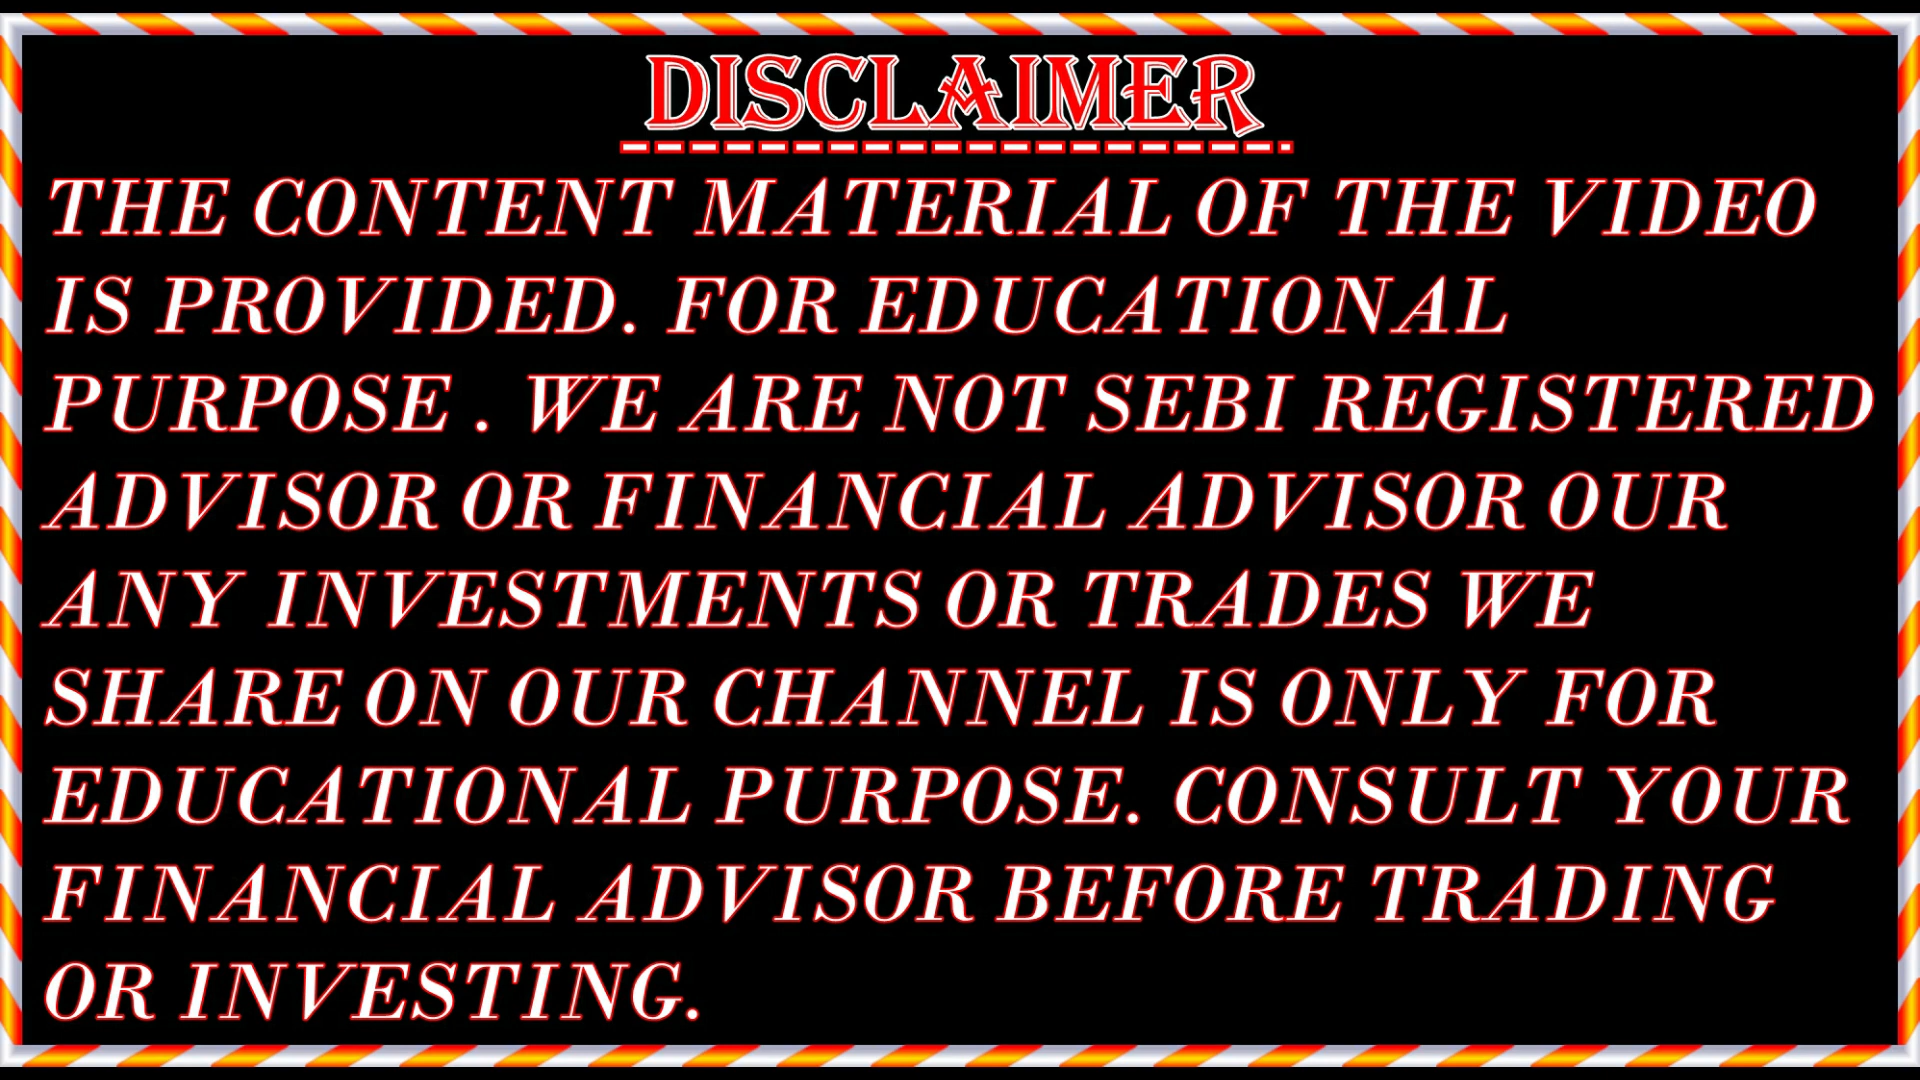 DISCLAIMER
THE CONTENT MATERIAL OF THE VIDEO
IS PROVIDED. FOR EDUCATIONAL
PURPOSE . WE ARE NOT SEBI REGISTERED
ADVISOR OR FINANCIAL ADVISOR OUR
ANY INVESTMENTS OR TRADES WE
SHARE ON OUR CHANNEL IS ONLY FOR
EDUCATIONAL PURPOSE. CONSULT YOUR
FINANCIAL ADVISOR BEFORE TRADING
OR INVESTING.